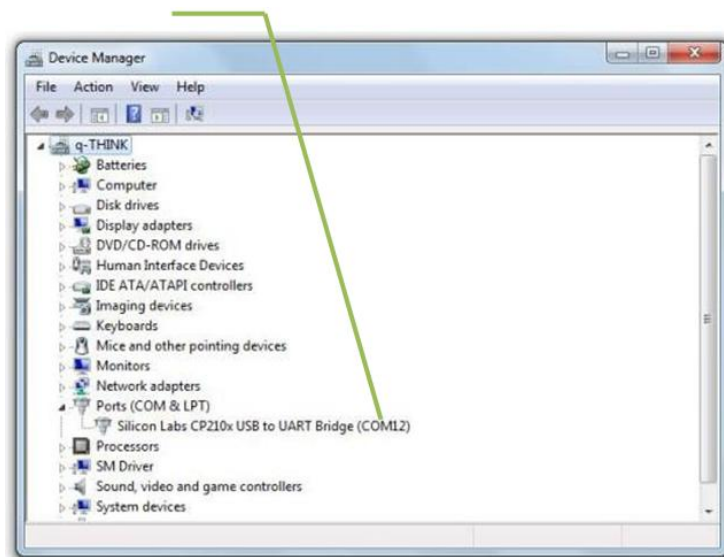 Device Manager
File Action View Help
q-THINK
Batteries
Computer
Disk drives
Display adapters
DVD/CD-ROM drives
Human Interface Devices
IDE ATA/ATAPI controllers
Imaging devices
Keyboards
Mice and other pointing devices
Monitors
Network adapters
Ports (COM & LPT)
Silicon Labs CP210x USB to UART Bridge (COM12)
Processors
SM Driver
Sound, video and game controllers
System devices